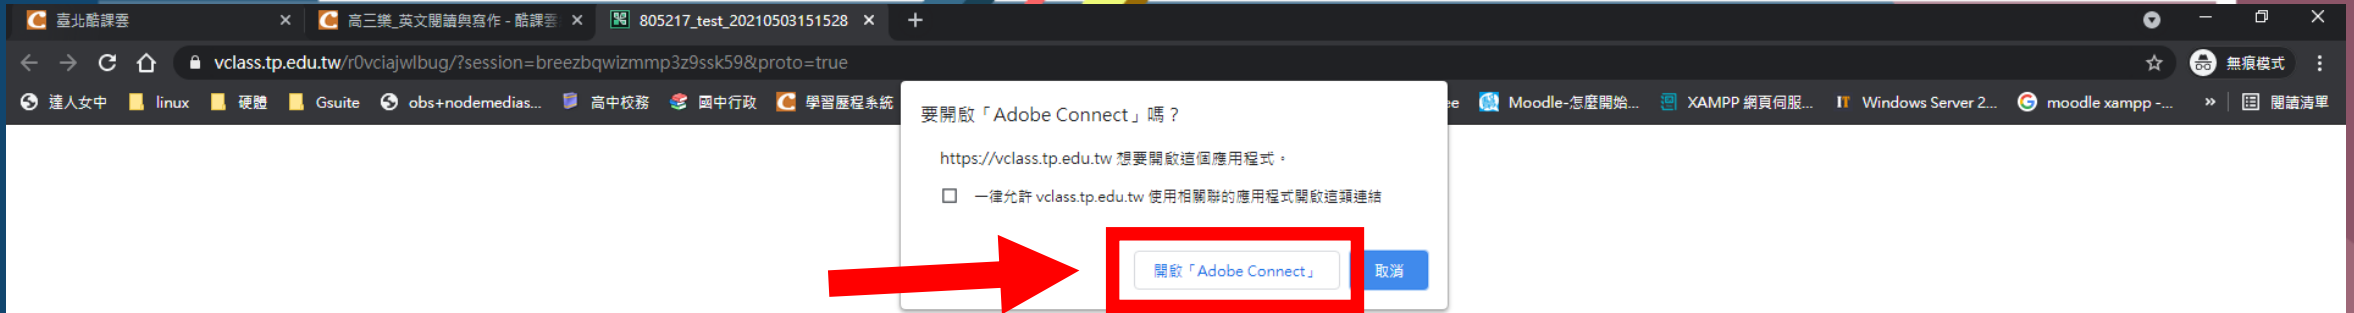 臺北酷課雲
高三樂_英文閱讀與寫作 - 酷課雲
805217_test_20210503151528
vclass.tp.edu.tw/r0vciajwlbug/?session=breezbqwizmmp3z9ssk59&proto=true
無痕模式
達人女中 linux 硬體 Gsuite obs+nodemedias... 高中校務 國中行政 學習歷程系統 ee Moodle-怎麼開始... XAMPP 網頁伺服... Windows Server 2... moodle xampp -... » 閱讀清單
要開啟「Adobe Connect」嗎？
https://vclass.tp.edu.tw 想要開啟這個應用程式。
一律允許 vclass.tp.edu.tw 使用相關聯的應用程式開啟這類連結
開啟「Adobe Connect」
取消